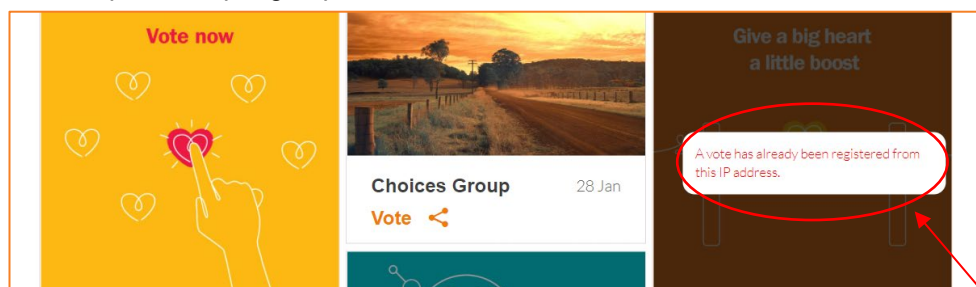 Vote now
Choices Group
28 Jan
Vote
Give a big heart
a little boost
A vote has already been registered from
this IP address.